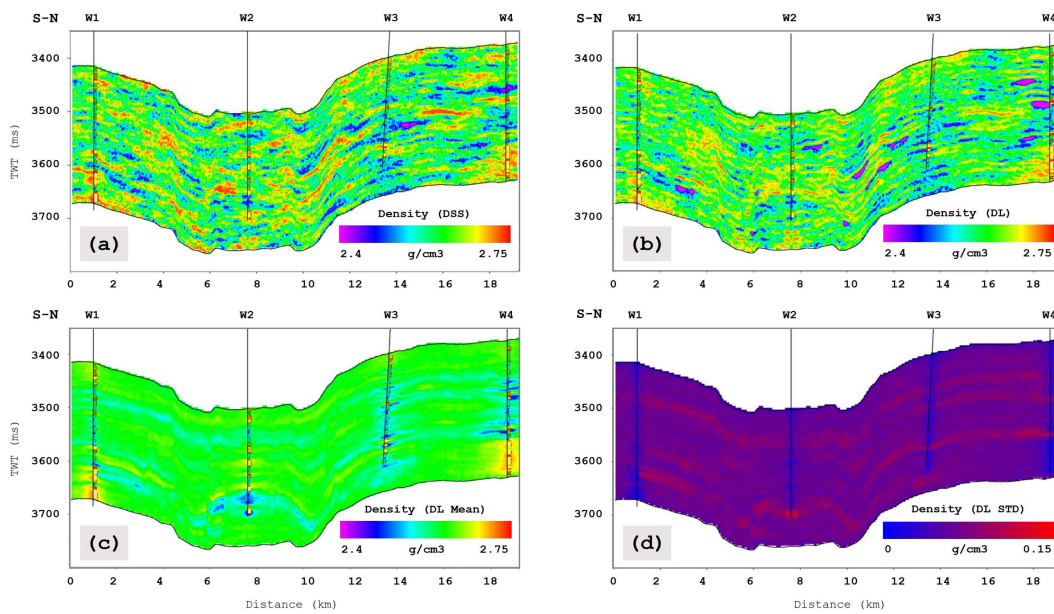 S-N W1 W2 W3 W4
3400
3500
3600
3700
TWT (ms)
(a)
Density (DSS)
2.4 g/cm3 2.75
0 2 4 6 8 10 12 14 16 18
S-N W1 W2 W3 W4
3400
3500
3600
3700
(b)
Density (DL)
2.4 g/cm3 2.75
0 2 4 6 8 10 12 14 16 18
S-N W1 W2 W3 W4
3400
3500
3600
3700
TWT (ms)
(c)
Density (DL Mean)
2.4 g/cm3 2.75
0 2 4 6 8 10 12 14 16 18
Distance (km)
S-N W1 W2 W3 W4
3400
3500
3600
3700
(d)
Density (DL STD)
0 g/cm3 0.15
0 2 4 6 8 10 12 14 16 18
Distance (km)